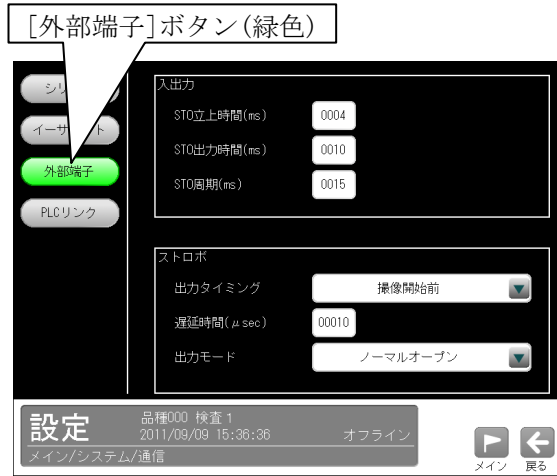 [外部端子]ボタン(緑色)
シリ
イーサ ト
外部端子
PLCリンク
入出力
STO立上時間(ms)
0004
STO出力時間(ms)
0010
STO周期(ms)
0015
ストロボ
出力タイミング
撮像開始前
遅延時間(μsec)
00010
出力モード
ノーマルオープン
設定
品種000 検査1
2011/09/09 15:36:36
オフライン
メイン/システム/通信
メイン
戻る